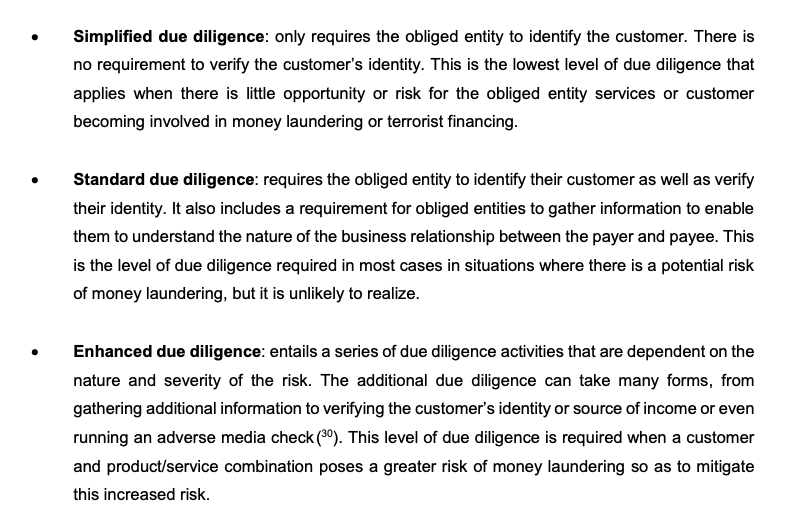 • Simplified due diligence: only requires the obliged entity to identify the customer. There is
no requirement to verify the customer's identity. This is the lowest level of due diligence that
applies when there is little opportunity or risk for the obliged entity services or customer
becoming involved in money laundering or terrorist financing.
• Standard due diligence: requires the obliged entity to identify their customer as well as verify
their identity. It also includes a requirement for obliged entities to gather information to enable
them to understand the nature of the business relationship between the payer and payee. This
is the level of due diligence required in most cases in situations where there is a potential risk
of money laundering, but it is unlikely to realize.
• Enhanced due diligence: entails a series of due diligence activities that are dependent on the
nature and severity of the risk. The additional due diligence can take many forms, from
gathering additional information to verifying the customer's identity or source of income or even
running an adverse media check (30). This level of due diligence is required when a customer
and product/service combination poses a greater risk of money laundering so as to mitigate
this increased risk.